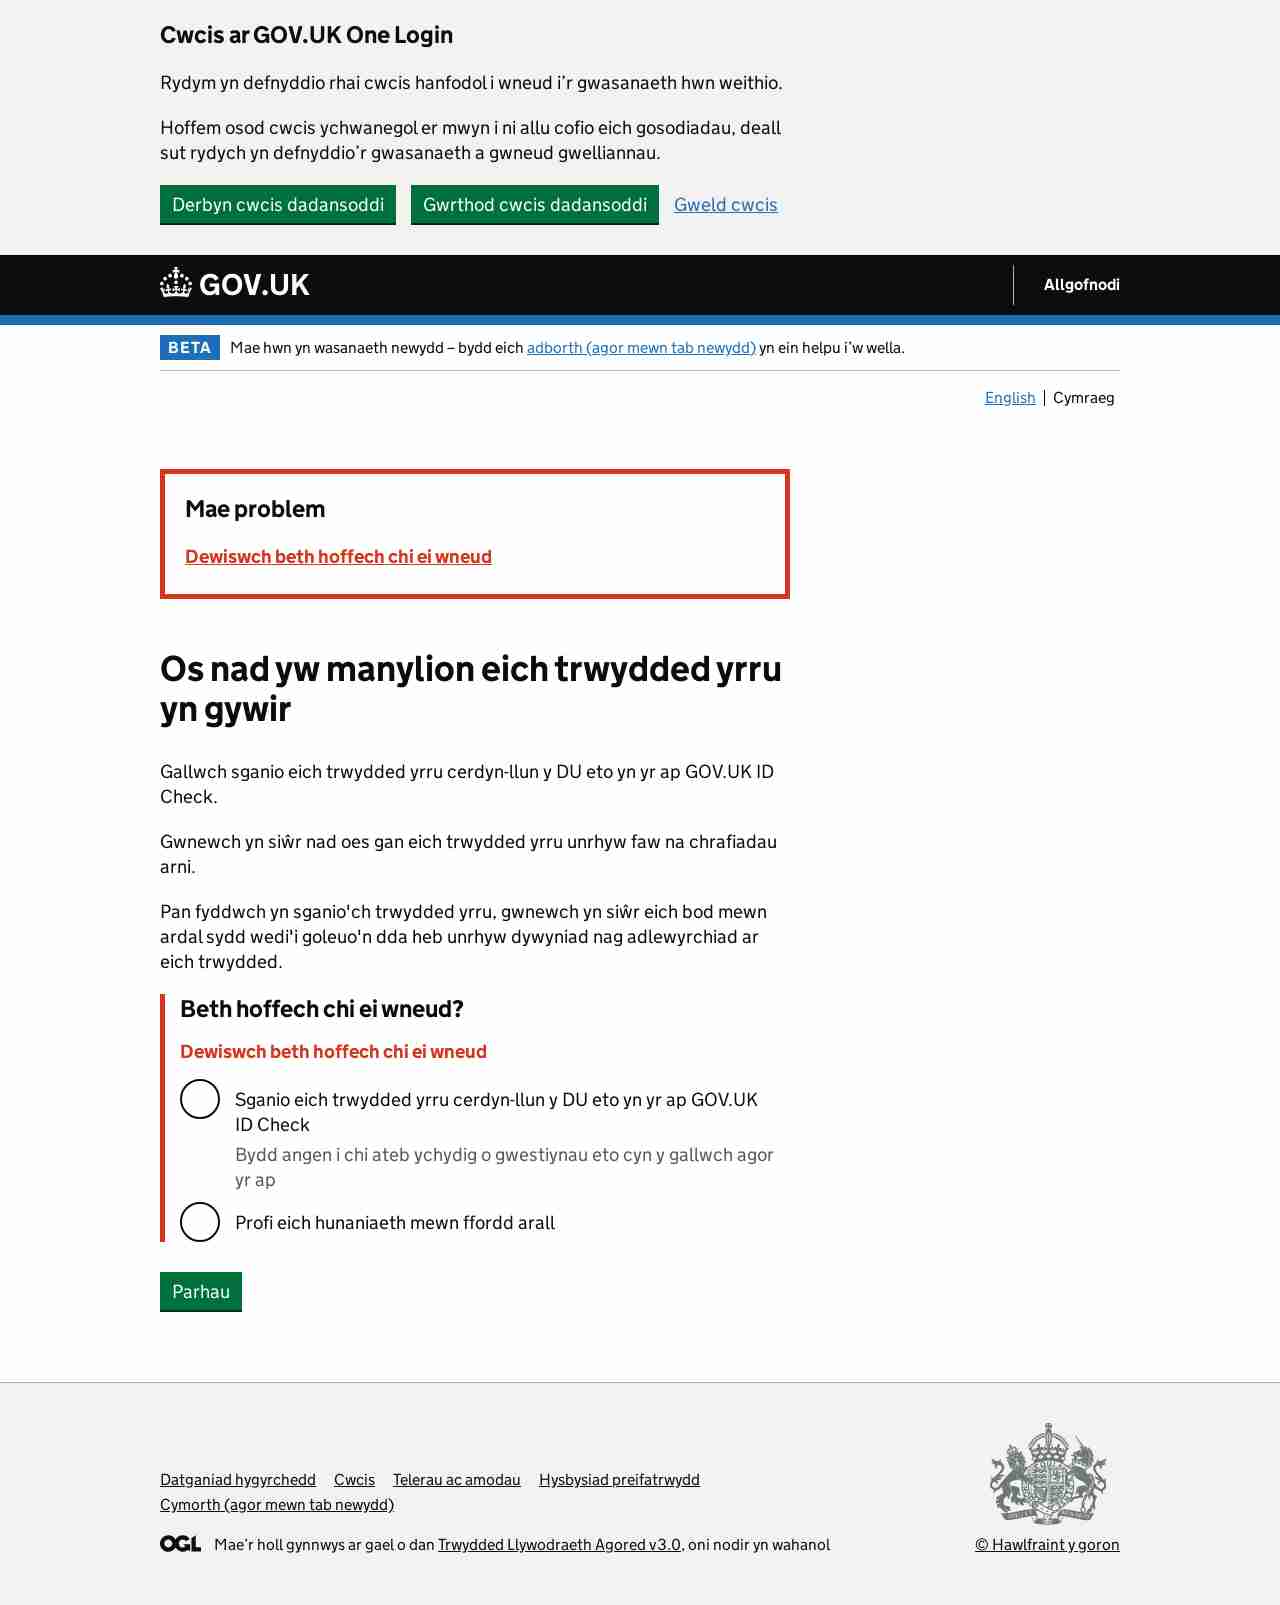 Cwcis ar GOV.UK One Login
Rydym yn defnyddio rhai cwcis hanfodol i wneud i’r gwasanaeth hwn weithio.
Hoffem osod cwcis ychwanegol er mwyn i ni allu cofio eich gosodiadau, deall
sut rydych yn defnyddio’r gwasanaeth a gwneud gwelliannau.
Derbyn cwcis dadansoddi Gwrthod cwcis dadansoddi Gweld cwcis
GOV.UK Allgofnodi
BETA Mae hwn yn wasanaeth newydd – bydd eich adborth (agor mewn tab newydd) yn ein helpu i’w wella.
English Cymraeg
Mae problem
Dewiswch beth hoffech chi ei wneud
Os nad yw manylion eich trwydded yrru
yn gywir
Gallwch sganio eich trwydded yrru cerdyn-llun y DU eto yn yr ap GOV.UK ID
Check.
Gwnewch yn siŵr nad oes gan eich trwydded yrru unrhyw faw na chrafiadau
arni.
Pan fyddwch yn sganio'ch trwydded yrru, gwnewch yn siŵr eich bod mewn
ardal sydd wedi'i goleuo'n dda heb unrhyw dywyniad nag adlewyrchiad ar
eich trwydded.
Beth hoffech chi ei wneud?
Dewiswch beth hoffech chi ei wneud
Sganio eich trwydded yrru cerdyn-llun y DU eto yn yr ap GOV.UK
ID Check
Bydd angen i chi ateb ychydig o gwestiynau eto cyn y gallwch agor
yr ap
Profi eich hunaniaeth mewn ffordd arall
Parhau
Datganiad hygyrchedd Cwcis Telerau ac amodau Hysbysiad preifatrwydd
Cymorth (agor mewn tab newydd)
OGL Mae’r holl gynnwys ar gael o dan Trwydded Llywodraeth Agored v3.0, oni nodir yn wahanol
© Hawlfraint y goron